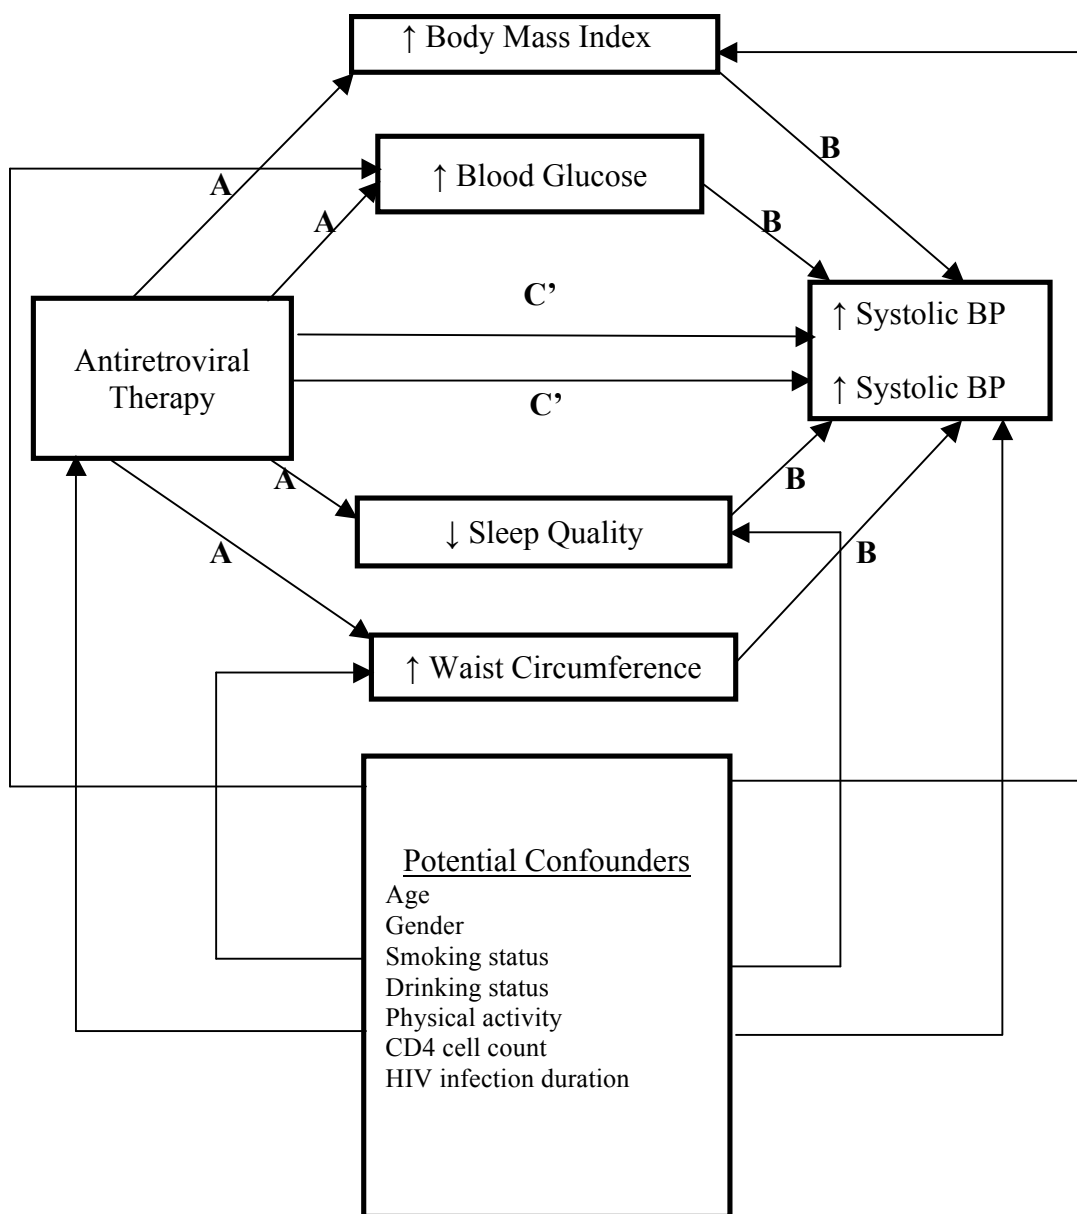 ↑ Body Mass Index
B
↑ Blood Glucose
A
A
B
C’
↑ Systolic BP
Antiretroviral
Therapy
↑ Systolic BP
C’
A
B
↓ Sleep Quality
A
B
↑ Waist Circumference
Potential Confounders
Age
Gender
Smoking status
Drinking status
Physical activity
CD4 cell count
HIV infection duration